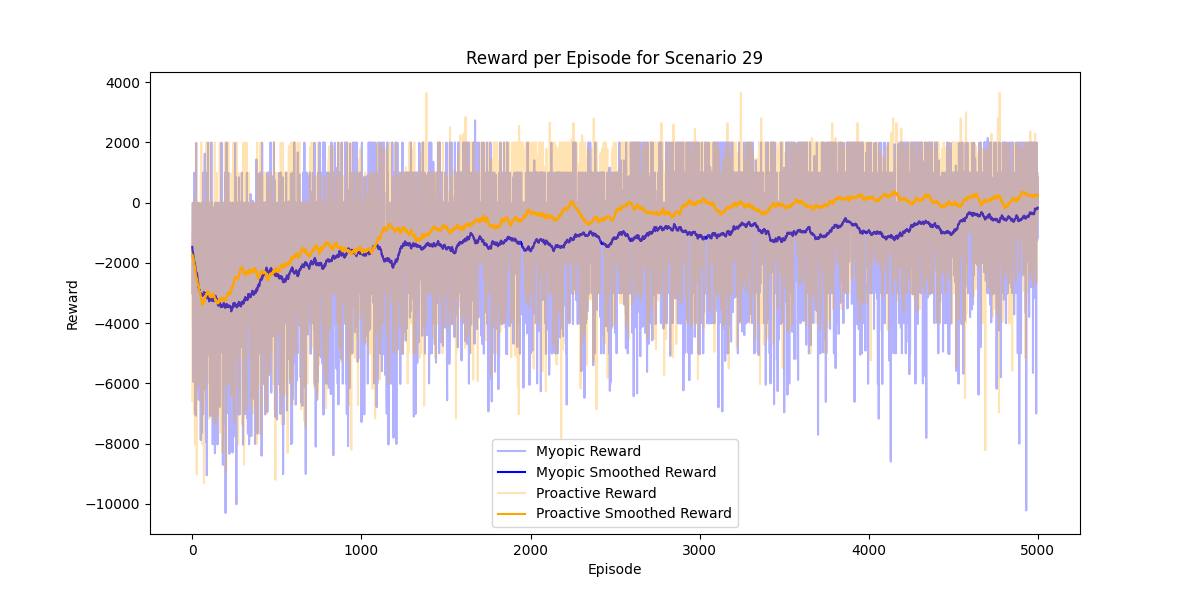 Reward per Episode for Scenario 29
4000
2000
0
−2000
−4000
−6000
−8000
−10000
Reward
Myopic Reward
Myopic Smoothed Reward
Proactive Reward
Proactive Smoothed Reward
0 1000 2000 3000 4000 5000
Episode